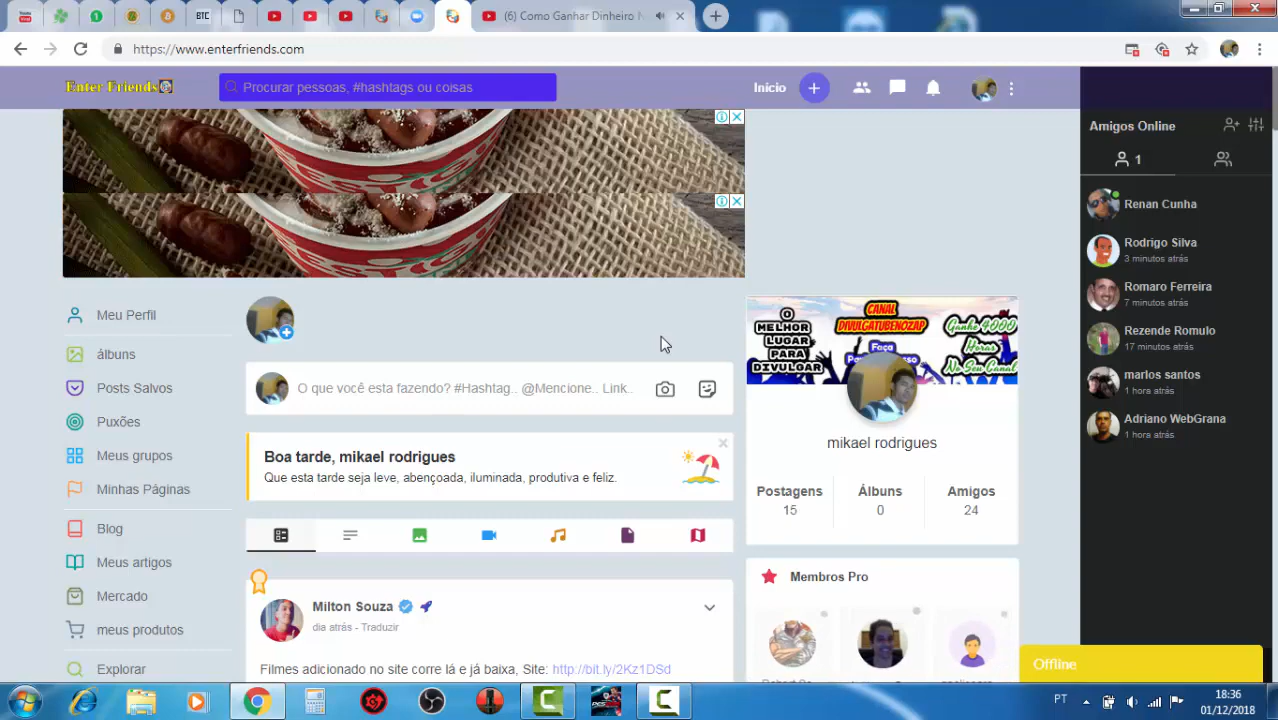 BTC
(6) Como Ganhar Dinheiro N
https://www.enterfriends.com
Enter Friends
Procurar pessoas, #hashtags ou coisas
Início
Amigos Online
1
Renan Cunha
Rodrigo Silva
3 minutos atrás
Romaro Ferreira
7 minutos atrás
Rezende Romulo
17 minutos atrás
marlos santos
1 hora atrás
Adriano WebGrana
1 hora atrás
Meu Perfil
álbuns
Posts Salvos
Puxões
Meus grupos
Minhas Páginas
Blog
Meus artigos
Mercado
meus produtos
Explorar
O que você esta fazendo? #Hashtag.. @Mencione.. Link..
Boa tarde, mikael rodrigues
Que esta tarde seja leve, abençoada, iluminada, produtiva e feliz.
Milton Souza
dia atrás - Traduzir
Filmes adicionado no site corre lá e já baixa, Site: http://bit.ly/2Kz1DSd
O MELHOR LUGAR PARA DIVULGAR
CANAL DIVULGATUBENOZAP
Faça
Ganhe 4000 Horas No Seu Canal
mikael rodrigues
Postagens
Álbuns
Amigos
15
0
24
Membros Pro
Offline
PT
18:36
01/12/2018